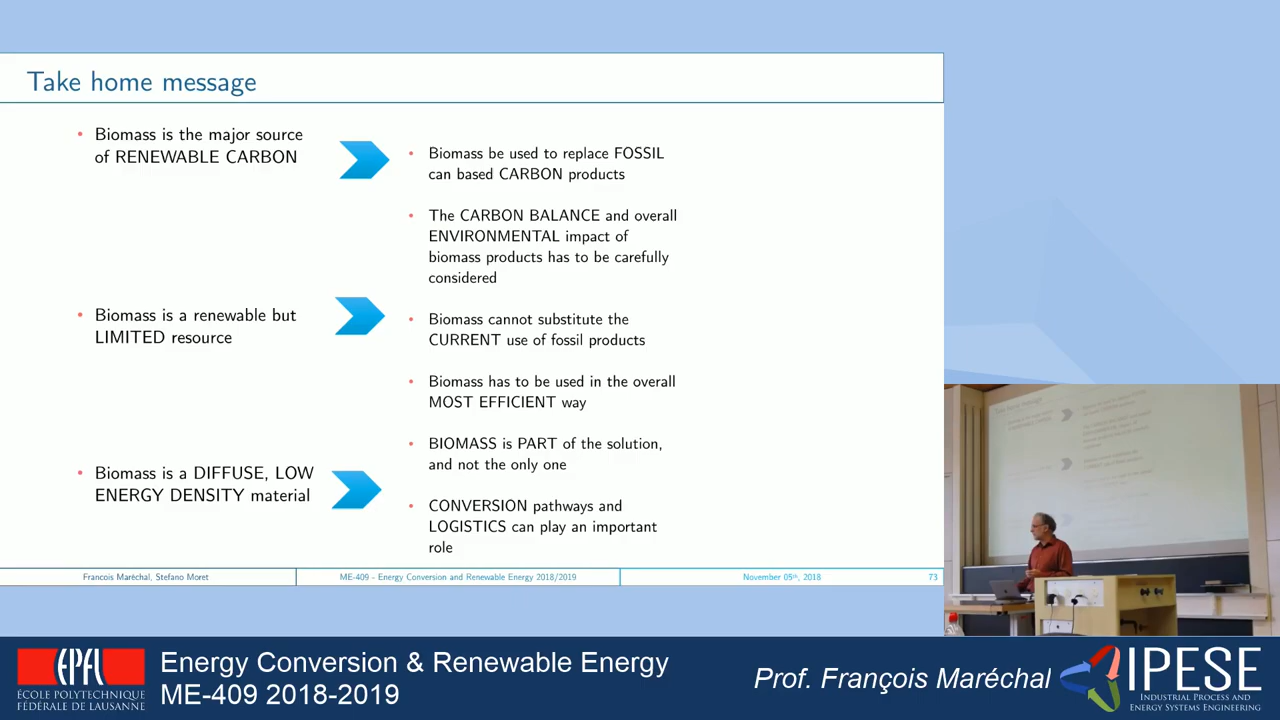 Take home message
• Biomass is the major source
of RENEWABLE CARBON
• Biomass be used to replace FOSSIL
can based CARBON products
• The CARBON BALANCE and overall
ENVIRONMENTAL impact of
biomass products has to be carefully
considered
• Biomass is a renewable but
LIMITED resource
• Biomass cannot substitute the
CURRENT use of fossil products
• Biomass has to be used in the overall
MOST EFFICIENT way
• BIOMASS is PART of the solution,
and not the only one
• Biomass is a DIFFUSE, LOW
ENERGY DENSITY material
• CONVERSION pathways and
LOGISTICS can play an important
role
Francois Maréchal, Stefano Moret
ME-409 - Energy Conversion and Renewable Energy 2018/2019
November 05th, 2018
73
EPFL
ÉCOLE POLYTECHNIQUE
FÉDÉRALE DE LAUSANNE
Energy Conversion & Renewable Energy
ME-409 2018-2019
Prof. François Maréchal
IPESE
INDUSTRIAL PROCESS AND
ENERGY SYSTEMS ENGINEERING